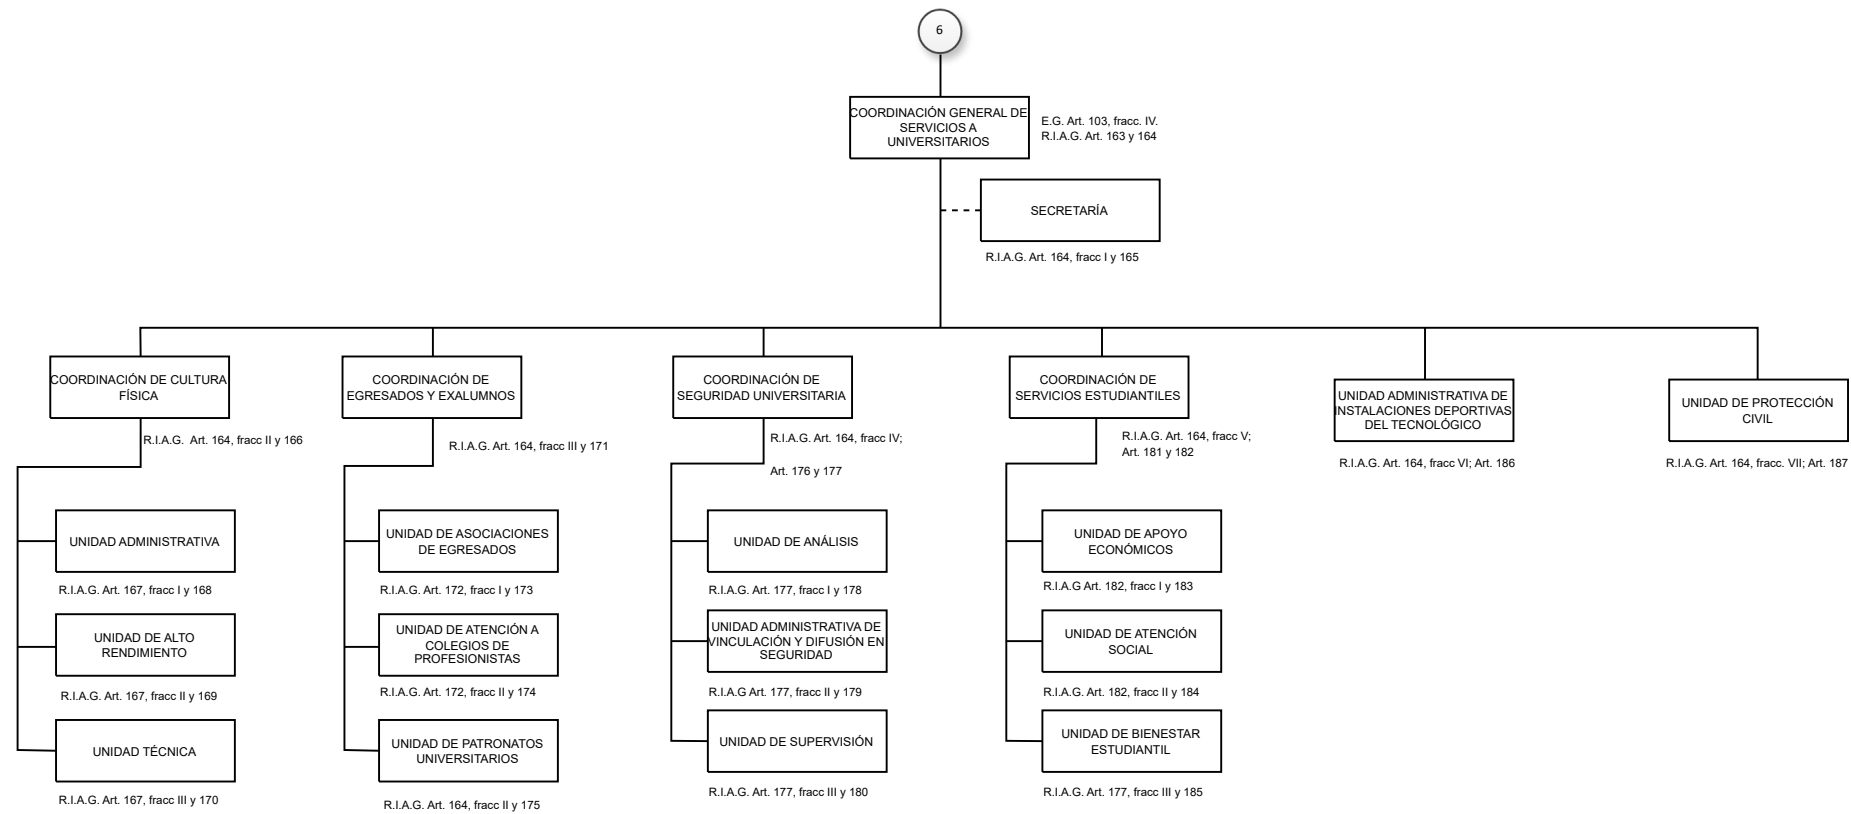 6
COORDINACIÓN GENERAL DE
SERVICIOS A
UNIVERSITARIOS
E.G. Art. 103, fracc. IV.
R.I.A.G. Art. 163 y 164
SECRETARÍA
R.I.A.G. Art. 164, fracc I y 165
COORDINACIÓN DE CULTURA
FÍSICA
R.I.A.G. Art. 164, fracc II y 166
UNIDAD ADMINISTRATIVA
R.I.A.G. Art. 167, fracc I y 168
UNIDAD DE ALTO
RENDIMIENTO
R.I.A.G. Art. 167, fracc II y 169
UNIDAD TÉCNICA
R.I.A.G. Art. 167, fracc III y 170
COORDINACIÓN DE
EGRESADOS Y EXALUMNOS
R.I.A.G. Art. 164, fracc III y 171
UNIDAD DE ASOCIACIONES
DE EGRESADOS
R.I.A.G. Art. 172, fracc I y 173
UNIDAD DE ATENCIÓN A
COLEGIOS DE
PROFESIONISTAS
R.I.A.G. Art. 172, fracc II y 174
UNIDAD DE PATRONATOS
UNIVERSITARIOS
R.I.A.G. Art. 164, fracc II y 175
COORDINACIÓN DE
SEGURIDAD UNIVERSITARIA
R.I.A.G. Art. 164, fracc IV;
Art. 176 y 177
UNIDAD DE ANÁLISIS
R.I.A.G. Art. 177, fracc I y 178
UNIDAD ADMINISTRATIVA DE
VINCULACIÓN Y DIFUSIÓN EN
SEGURIDAD
R.I.A.G Art. 177, fracc II y 179
UNIDAD DE SUPERVISIÓN
R.I.A.G. Art. 177, fracc III y 180
COORDINACIÓN DE
SERVICIOS ESTUDIANTILES
R.I.A.G. Art. 164, fracc V;
Art. 181 y 182
UNIDAD DE APOYO
ECONÓMICOS
R.I.A.G Art. 182, fracc I y 183
UNIDAD DE ATENCIÓN
SOCIAL
R.I.A.G. Art. 182, fracc II y 184
UNIDAD DE BIENESTAR
ESTUDIANTIL
R.I.A.G. Art. 177, fracc III y 185
UNIDAD ADMINISTRATIVA DE
INSTALACIONES DEPORTIVAS
DEL TECNOLÓGICO
R.I.A.G. Art. 164, fracc VI; Art. 186
UNIDAD DE PROTECCIÓN
CIVIL
R.I.A.G. Art. 164, fracc. VII; Art. 187